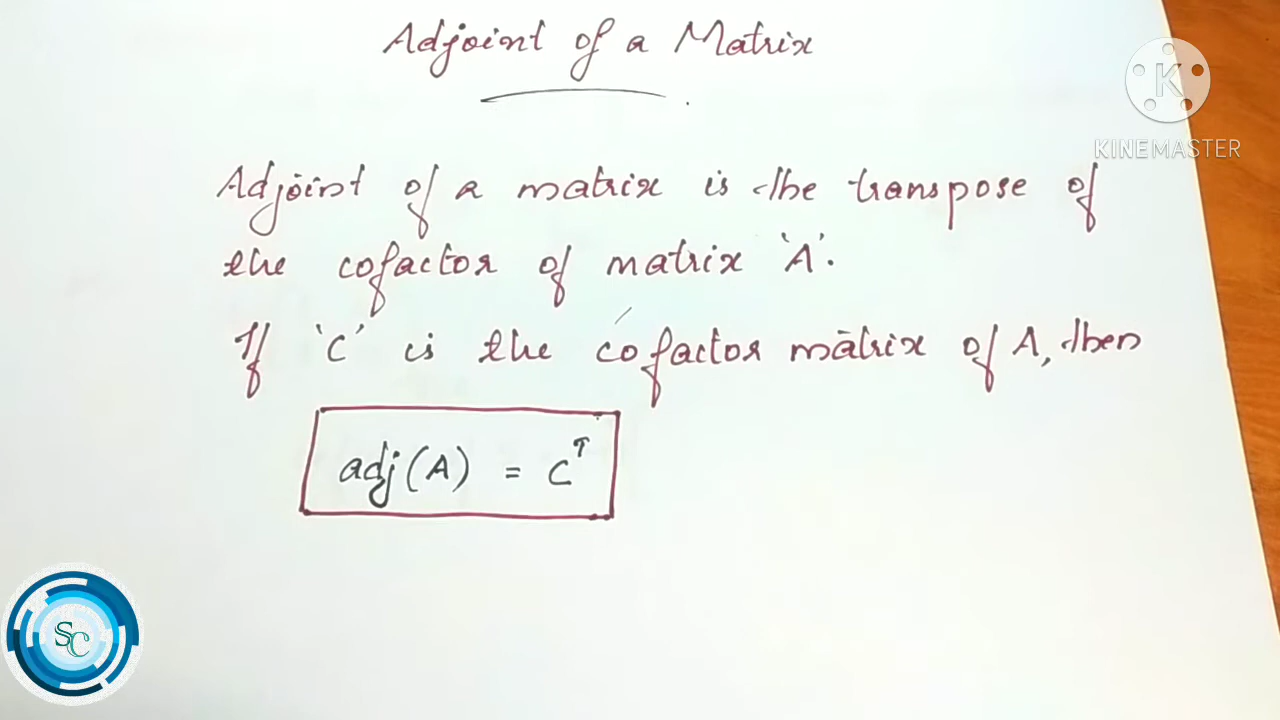 Adjoint of a Matrix
KINEMASTER
Adjoint of a matrix is the transpose of
the cofactor of matrix 'A'.
If 'C' is the cofactor matrix of A, then
adj(A) = C^T
SC